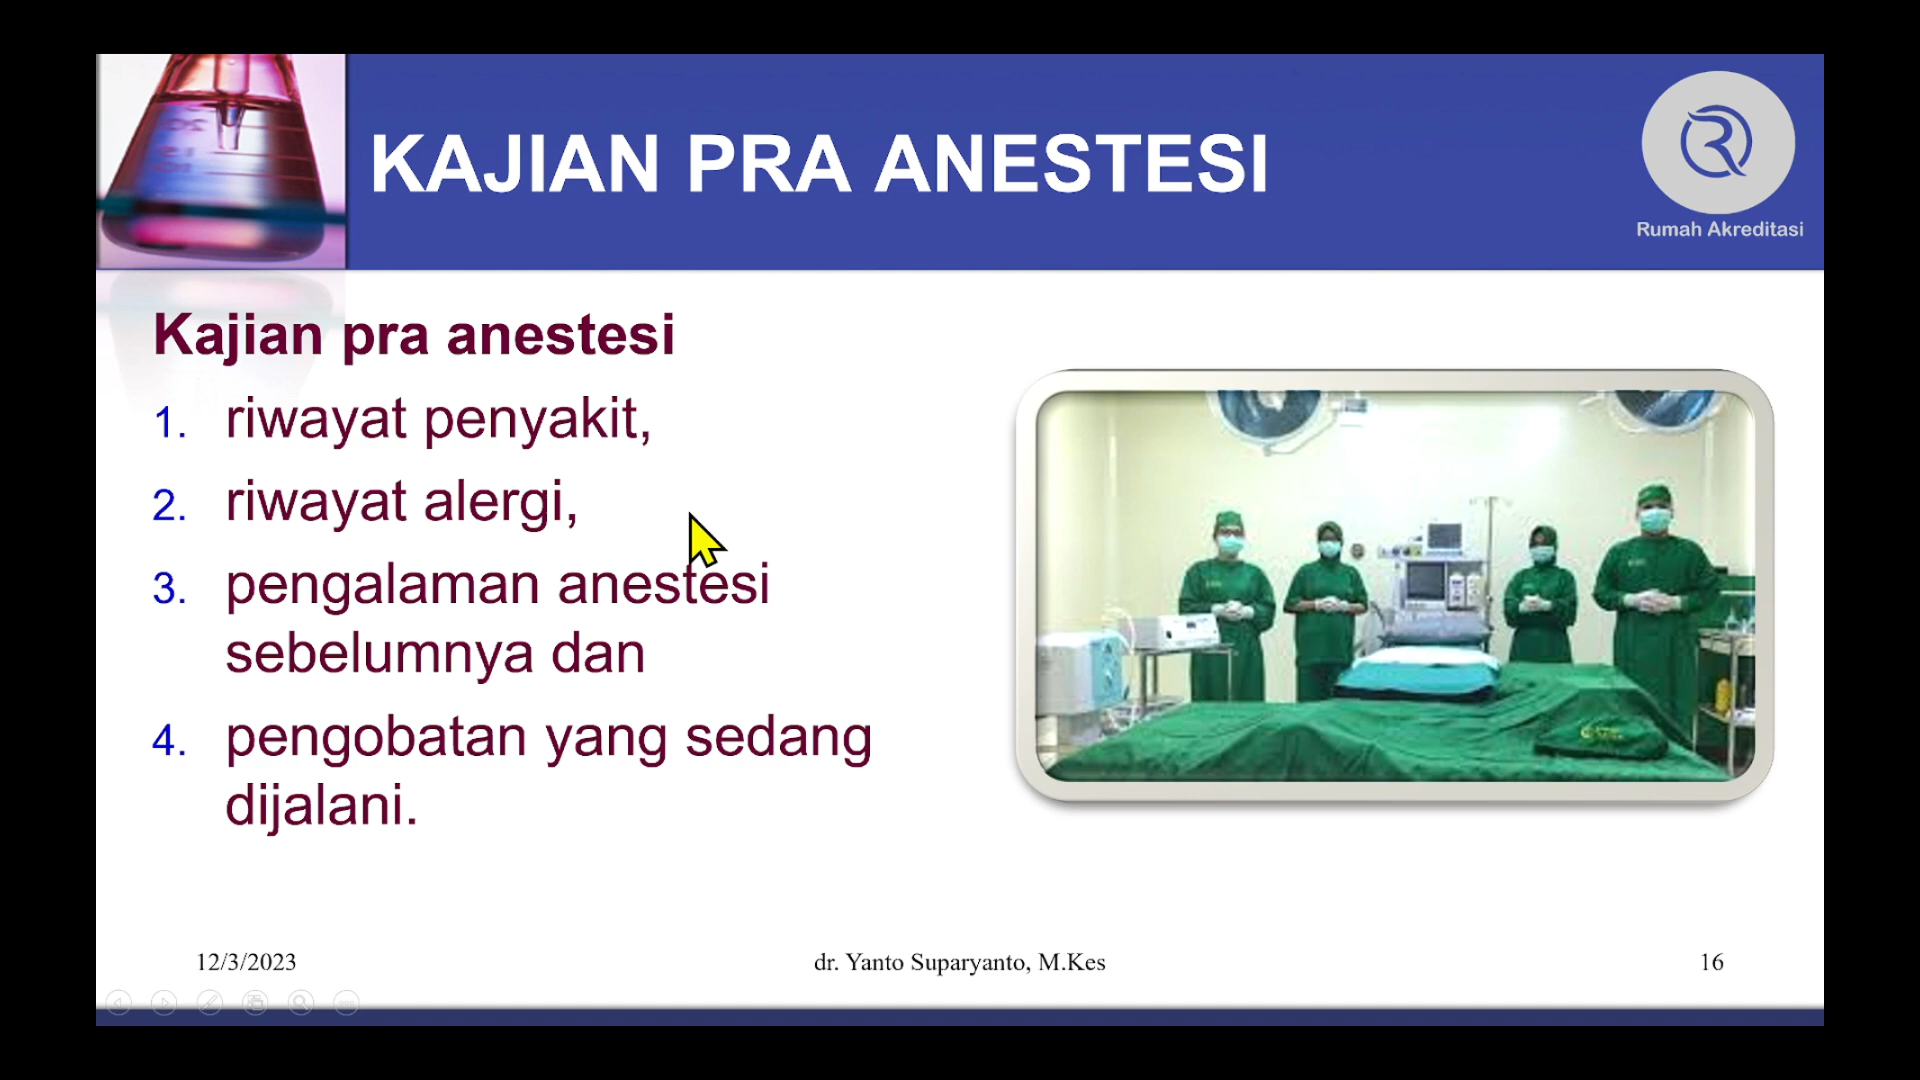 KAJIAN PRA ANESTESI
Rumah Akreditasi
Kajian pra anestesi
1. riwayat penyakit,
2. riwayat alergi,
3. pengalaman anestesi
sebelumnya dan
4. pengobatan yang sedang
dijalani.
12/3/2023
dr. Yanto Suparyanto, M.Kes
16